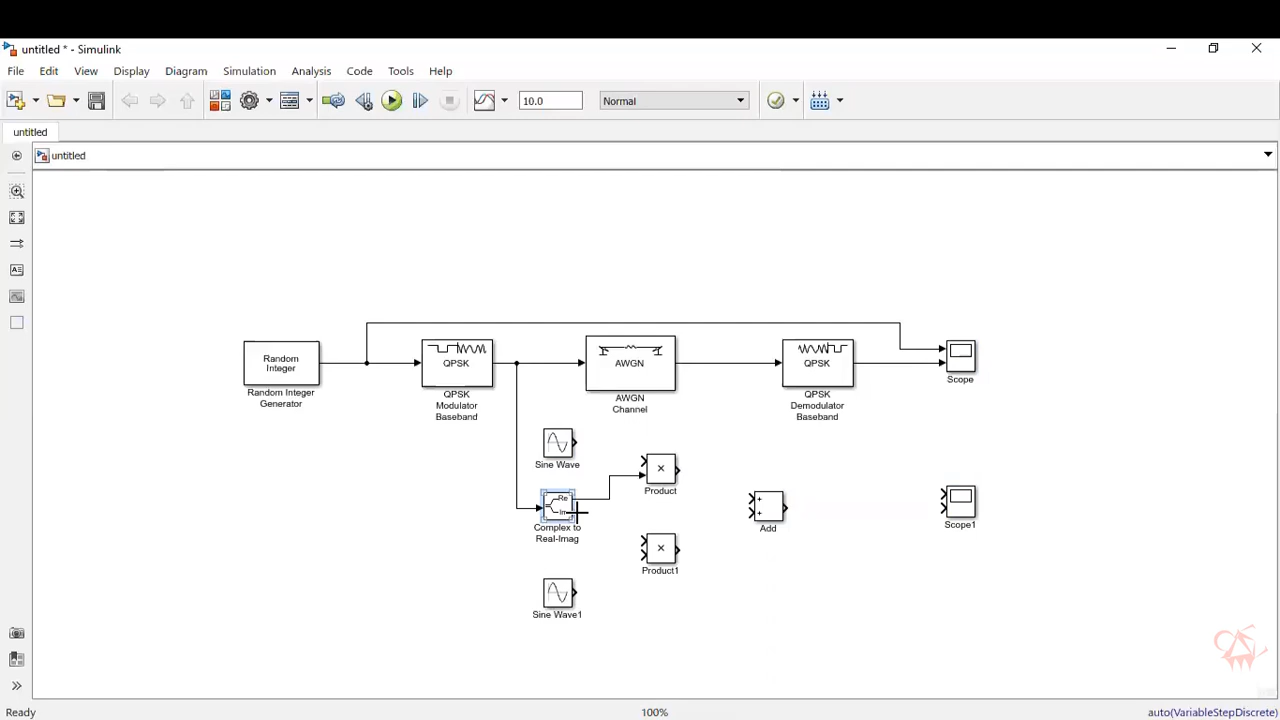 untitled * - Simulink
File Edit View Display Diagram Simulation Analysis Code Tools Help
10.0 Normal
untitled
untitled
Random
Integer
Random Integer
Generator
QPSK
QPSK
Modulator
Baseband
AWGN
AWGN
Channel
QPSK
QPSK
Demodulator
Baseband
Scope
Sine Wave
Re
Im
Complex to
Real-Imag
Sine Wave1
×
Product
×
Product1
+
+
Add
Scope1
Ready 100% auto(VariableStepDiscrete)